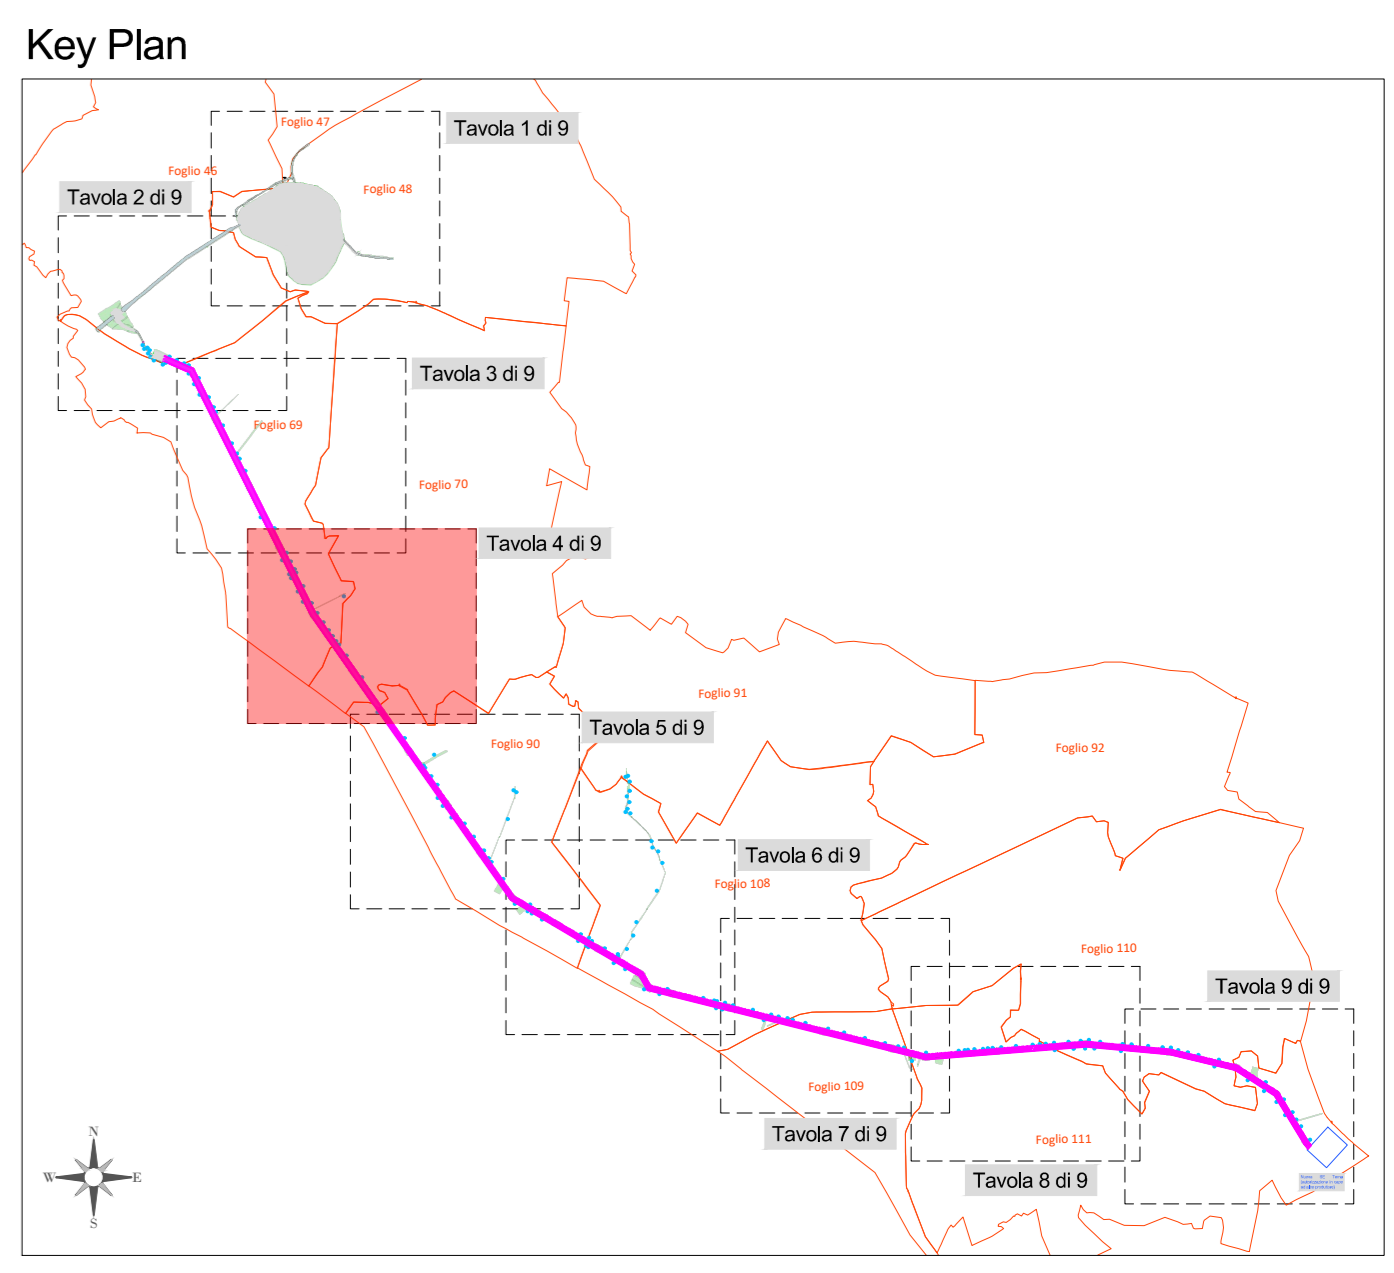 Key Plan
Foglio 47
Tavola 1 di 9
Foglio 46
Foglio 48
Tavola 2 di 9
Tavola 3 di 9
Foglio 69
Foglio 70
Tavola 4 di 9
Foglio 91
Tavola 5 di 9
Foglio 90
Foglio 92
Tavola 6 di 9
Foglio 108
Foglio 110
Tavola 9 di 9
Foglio 109
Tavola 7 di 9
Foglio 111
Tavola 8 di 9
N
W
E
S
Nuova SE Terna